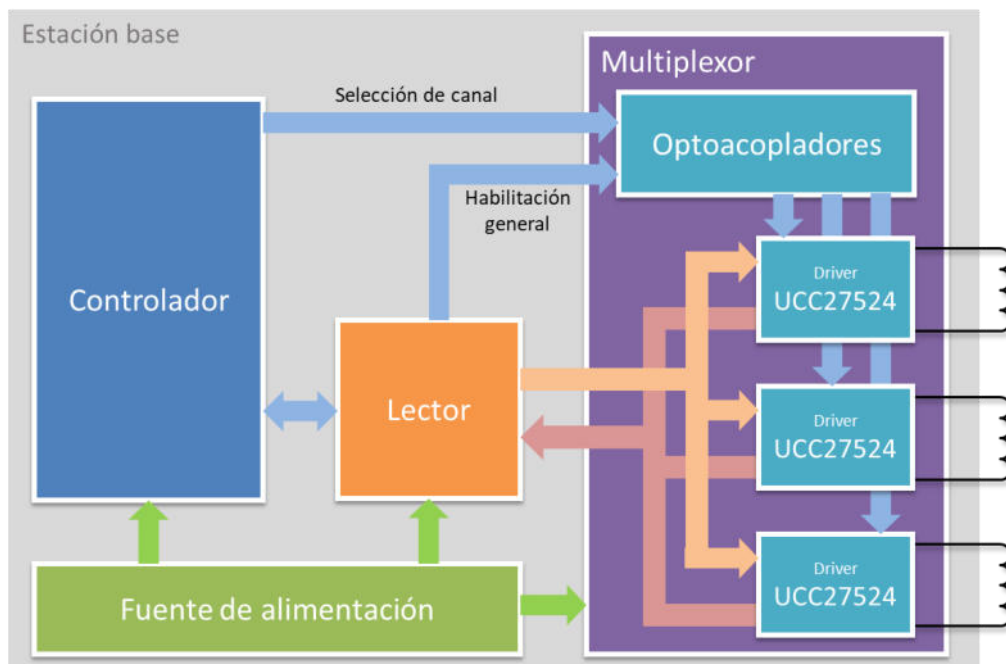 Estación base
Multiplexor
Selección de canal
Optoacopladores
Habilitación
general
Controlador
Driver
UCC27524
Lector
Driver
UCC27524
Driver
UCC27524
Fuente de alimentación